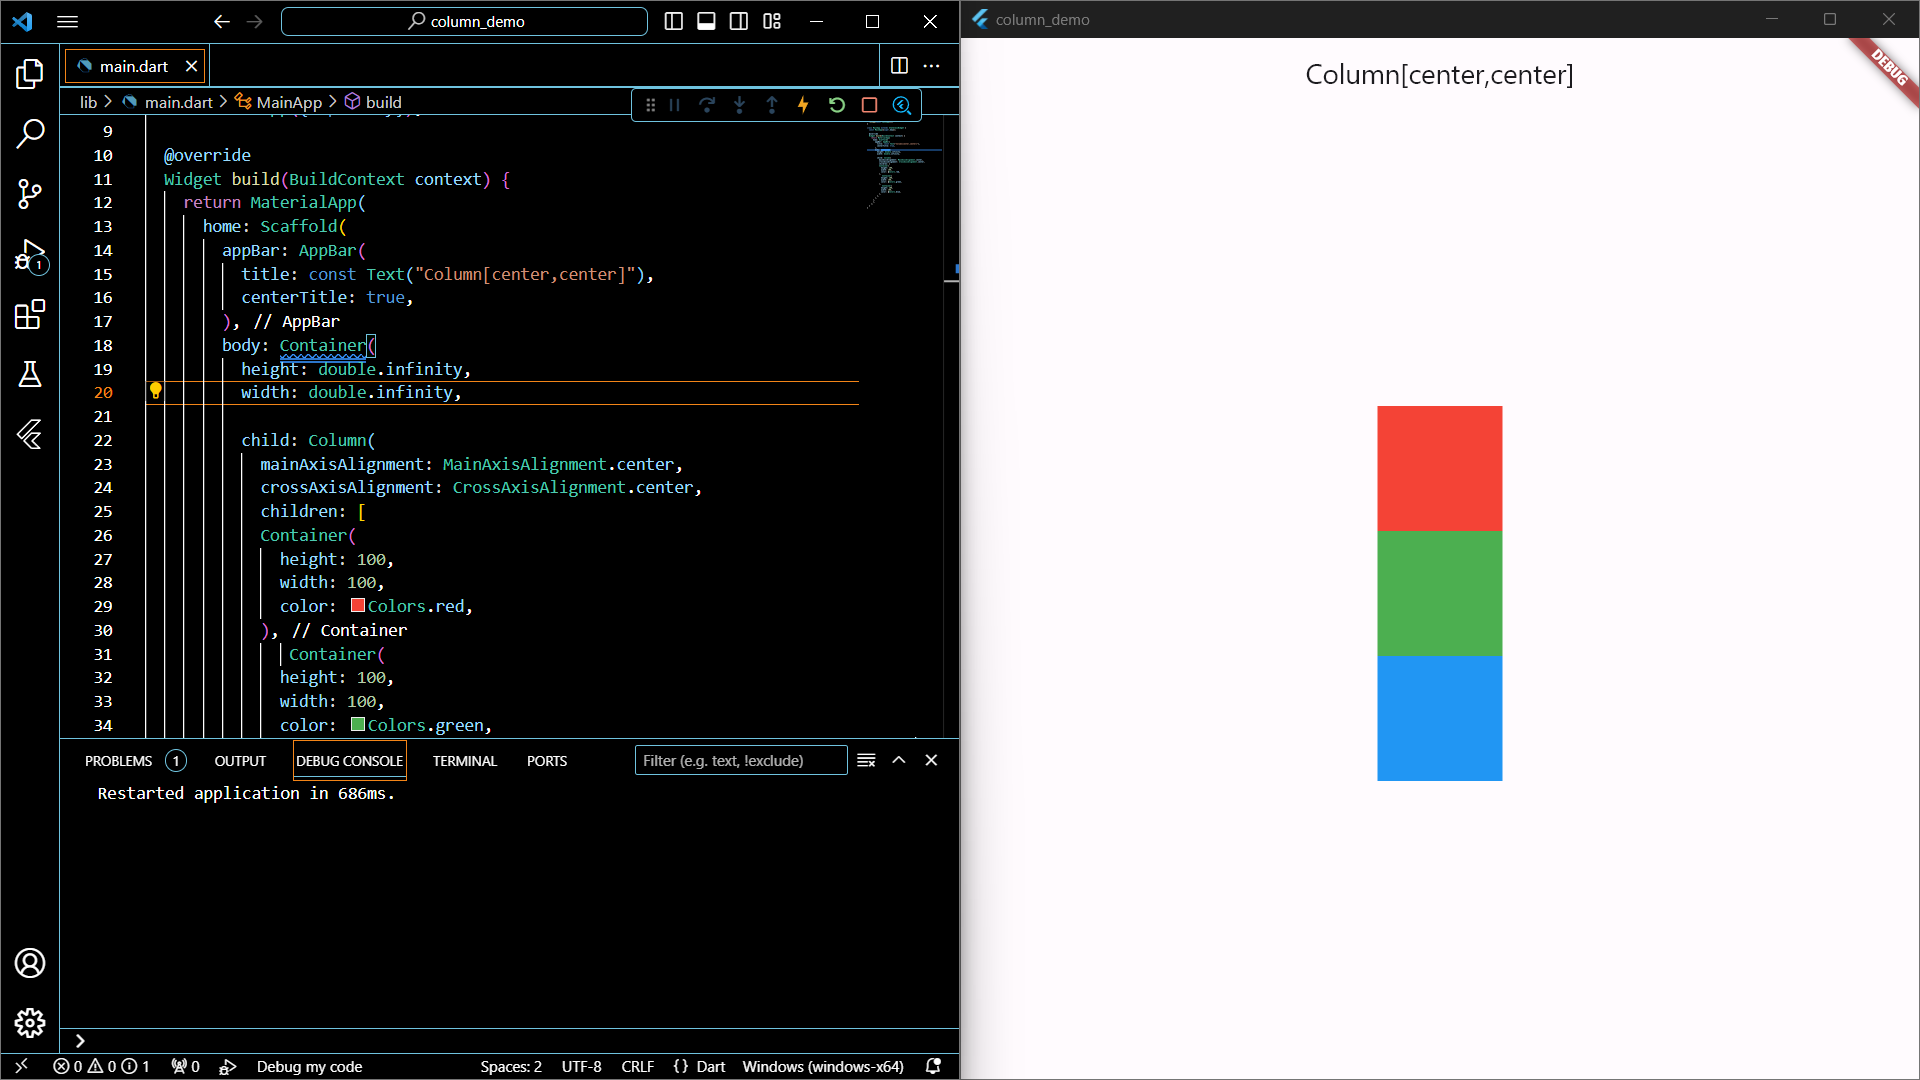 column_demo
main.dart
lib > main.dart > MainApp > build
9
10 @override
11 Widget build(BuildContext context) {
12 return MaterialApp(
13 home: Scaffold(
14 appBar: AppBar(
15 title: const Text("Column[center,center]"),
16 centerTitle: true,
17 ), // AppBar
18 body: Container(
19 height: double.infinity,
20 width: double.infinity,
21
22 child: Column(
23 mainAxisAlignment: MainAxisAlignment.center,
24 crossAxisAlignment: CrossAxisAlignment.center,
25 children: [
26 Container(
27 height: 100,
28 width: 100,
29 color: Colors.red,
30 ), // Container
31 Container(
32 height: 100,
33 width: 100,
34 color: Colors.green,
1
PROBLEMS 1 OUTPUT DEBUG CONSOLE TERMINAL PORTS Filter (e.g. text, !exclude)
Restarted application in 686ms.
0 0 1 0 Debug my code Spaces: 2 UTF-8 CRLF {} Dart Windows (windows-x64)
column_demo
Column[center,center]
DEBUG